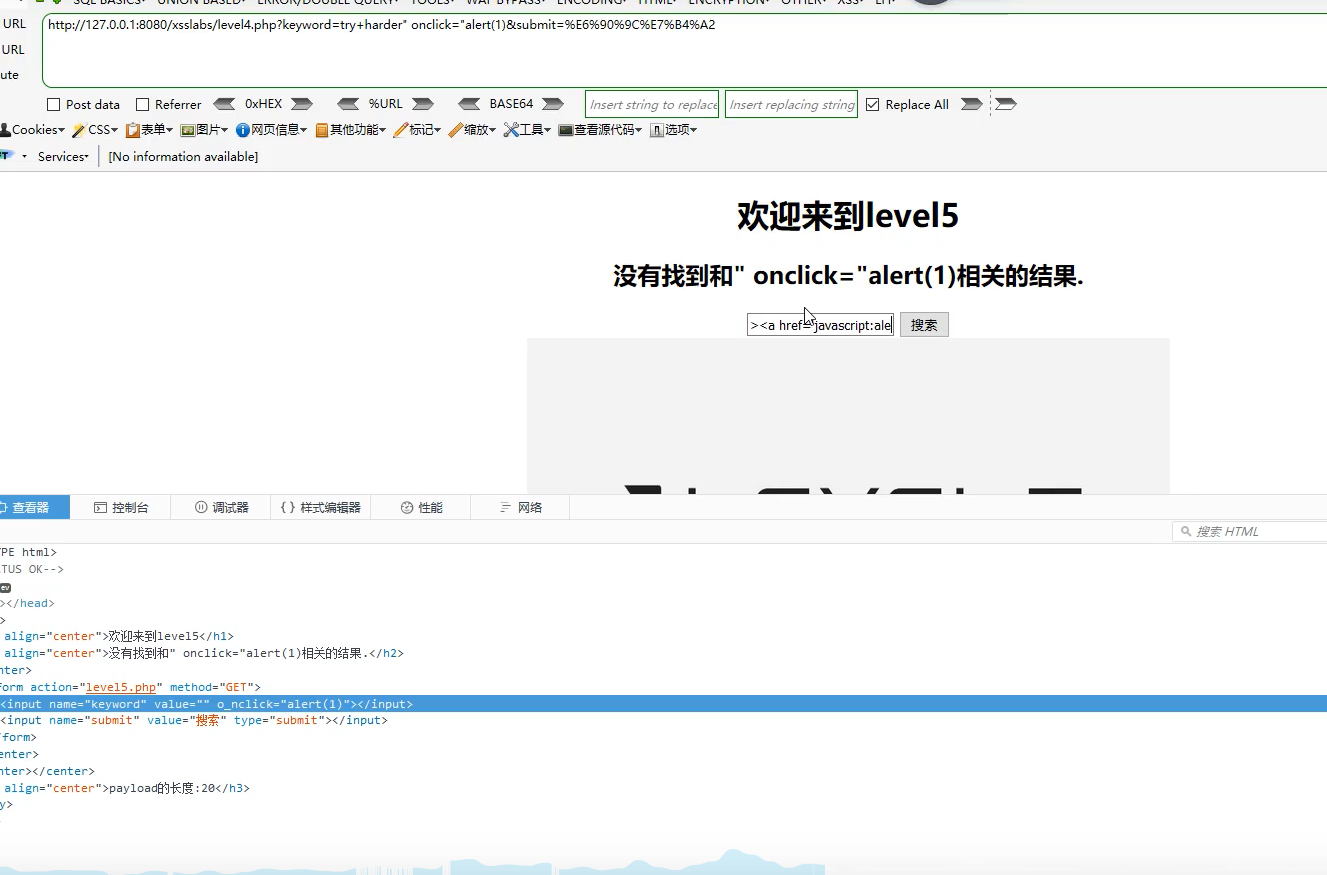 SQL BASICS▾ UNION BASED▾ ERROR/DOUBLE QUERY▾ TOOLS▾ WAF BYPASS▾ ENCODING▾ HTML▾ ENCRYPTION▾ OTHER▾ XSS▾ LFI▾
URL http://127.0.0.1:8080/xsslabs/level4.php?keyword=try+harder" onclick="alert(1)&submit=%E6%90%9C%E7%B4%A2
URL
ute
Post data Referrer 0xHEX %URL BASE64 Insert string to replace Insert replacing string Replace All
Cookies▾ CSS▾ 表单▾ 图片▾ 网页信息▾ 其他功能▾ 标记▾ 缩放▾ 工具▾ 查看源代码▾ 选项▾
Services▾ [No information available]
欢迎来到level5
没有找到和" onclick="alert(1)相关的结果.
><a href=javascript:ale 搜索
查看器 控制台 调试器 {} 样式编辑器 性能 网络
搜索 HTML
PE html>
TUS OK-->
ev
></head>
>
align="center">欢迎来到level5</h1>
align="center">没有找到和" onclick="alert(1)相关的结果.</h2>
nter>
form action="level5.php" method="GET">
<input name="keyword" value="" o_nclick="alert(1)"></input>
<input name="submit" value="搜索" type="submit"></input>
/form>
enter>
nter></center>
align="center">payload的长度:20</h3>
y>